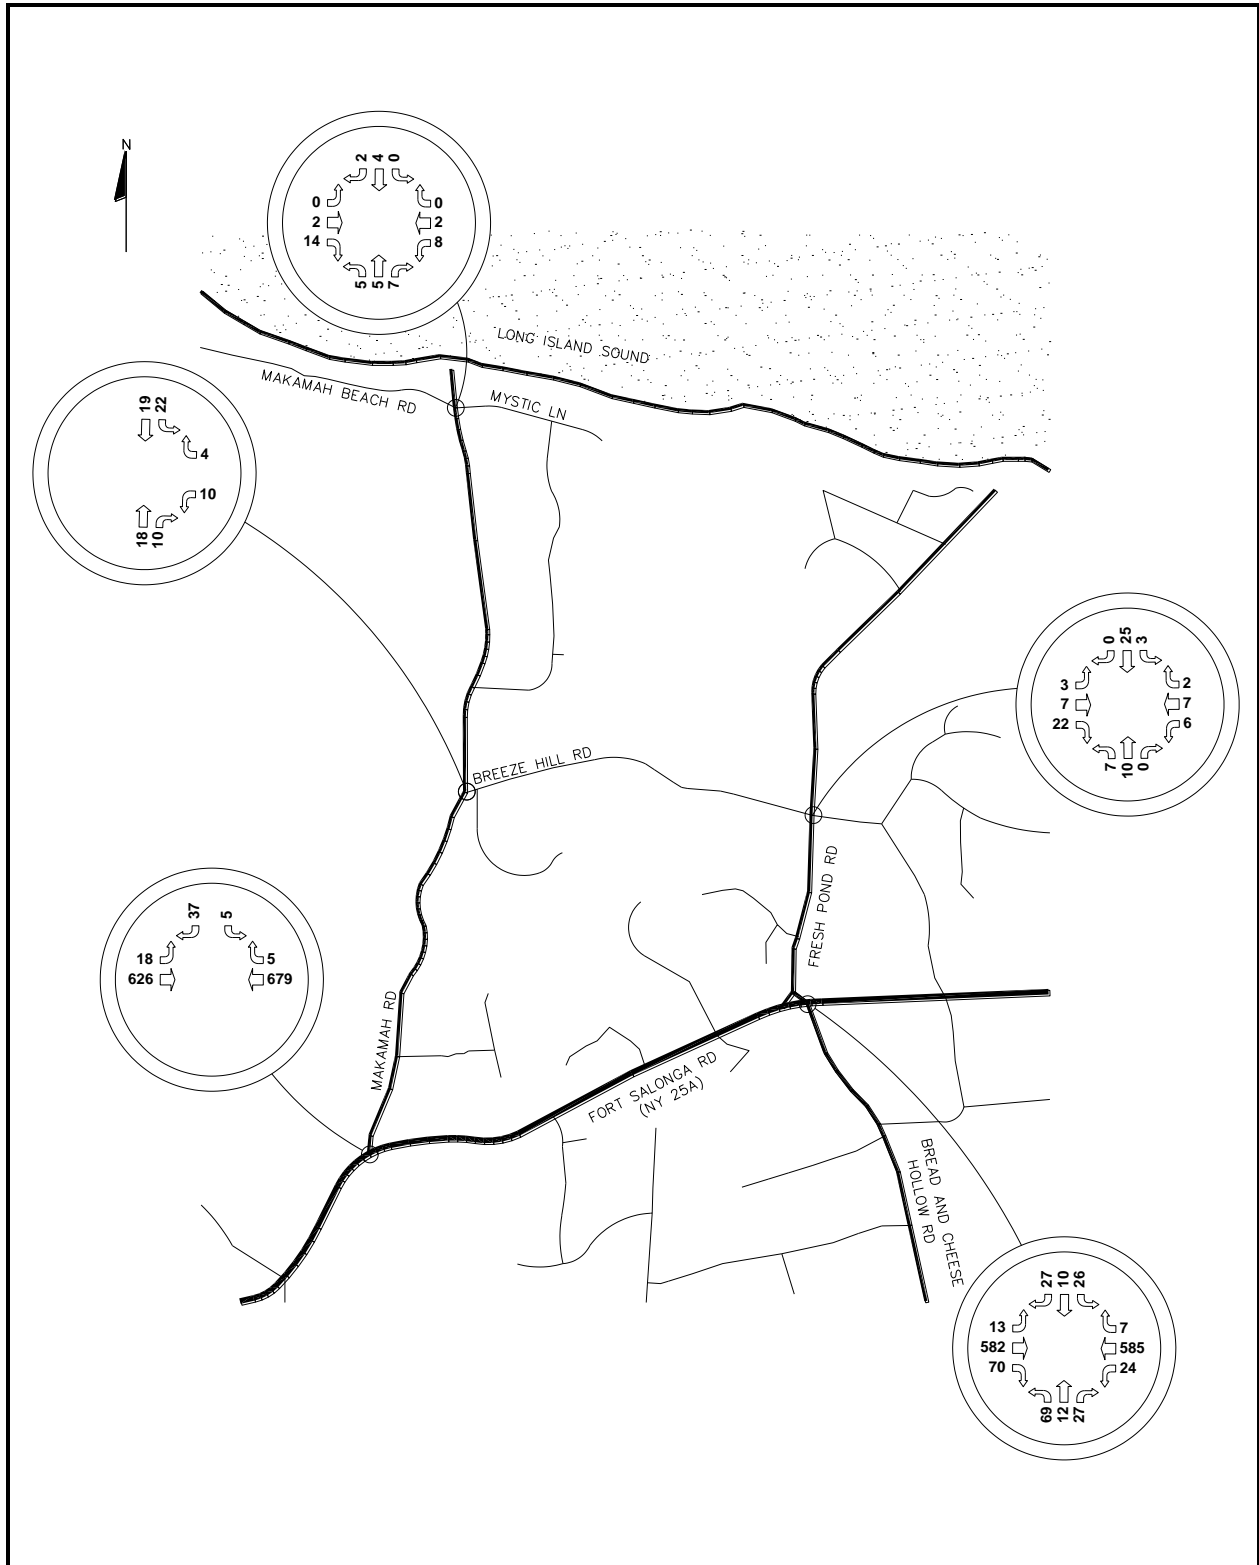 N
2 4 0
0 0
2 2
14 8
5 5 7
LONG ISLAND SOUND
MAKAMAH BEACH RD
MYSTIC LN
19 22
4
10
18 10
0 25 3
3 2
7 7
22 6
7 10 0
BREEZE HILL RD
FRESH POND RD
37 5
18 5
626 679
MAKAMAH RD
FORT SALONGA RD
(NY 25A)
BREAD AND CHEESE
HOLLOW RD
27 10 26
13 7
582 585
70 24
69 12 27